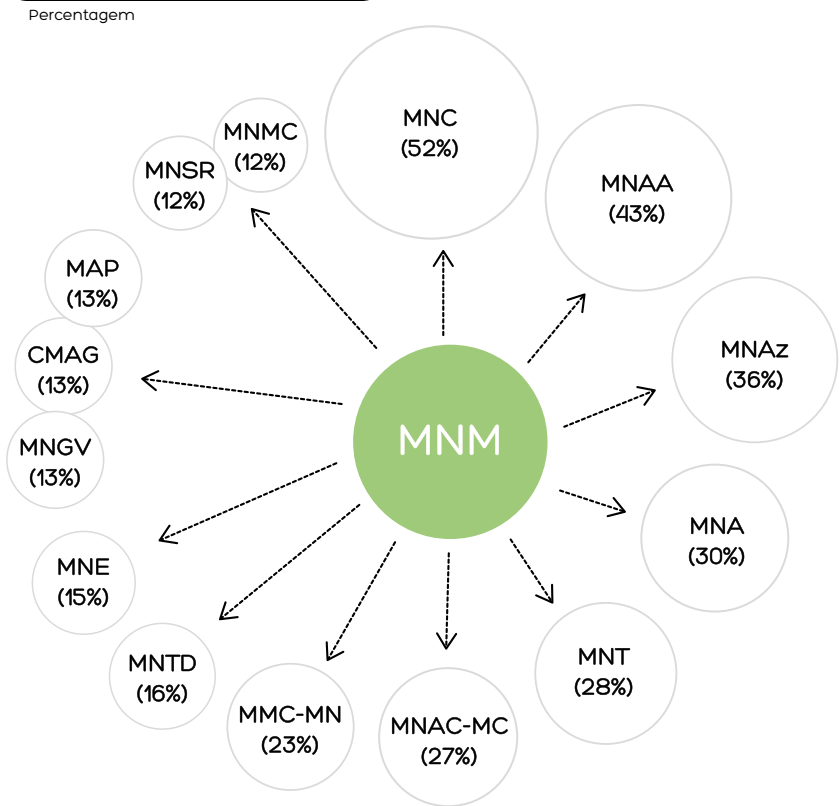 Percentagem
MNC
(52%)
MNAA
(43%)
MNAz
(36%)
MNA
(30%)
MNT
(28%)
MNAC-MC
(27%)
MMC-MN
(23%)
MNTD
(16%)
MNE
(15%)
MNGV
(13%)
CMAG
(13%)
MAP
(13%)
MNSR
(12%)
MNMC
(12%)
MNM